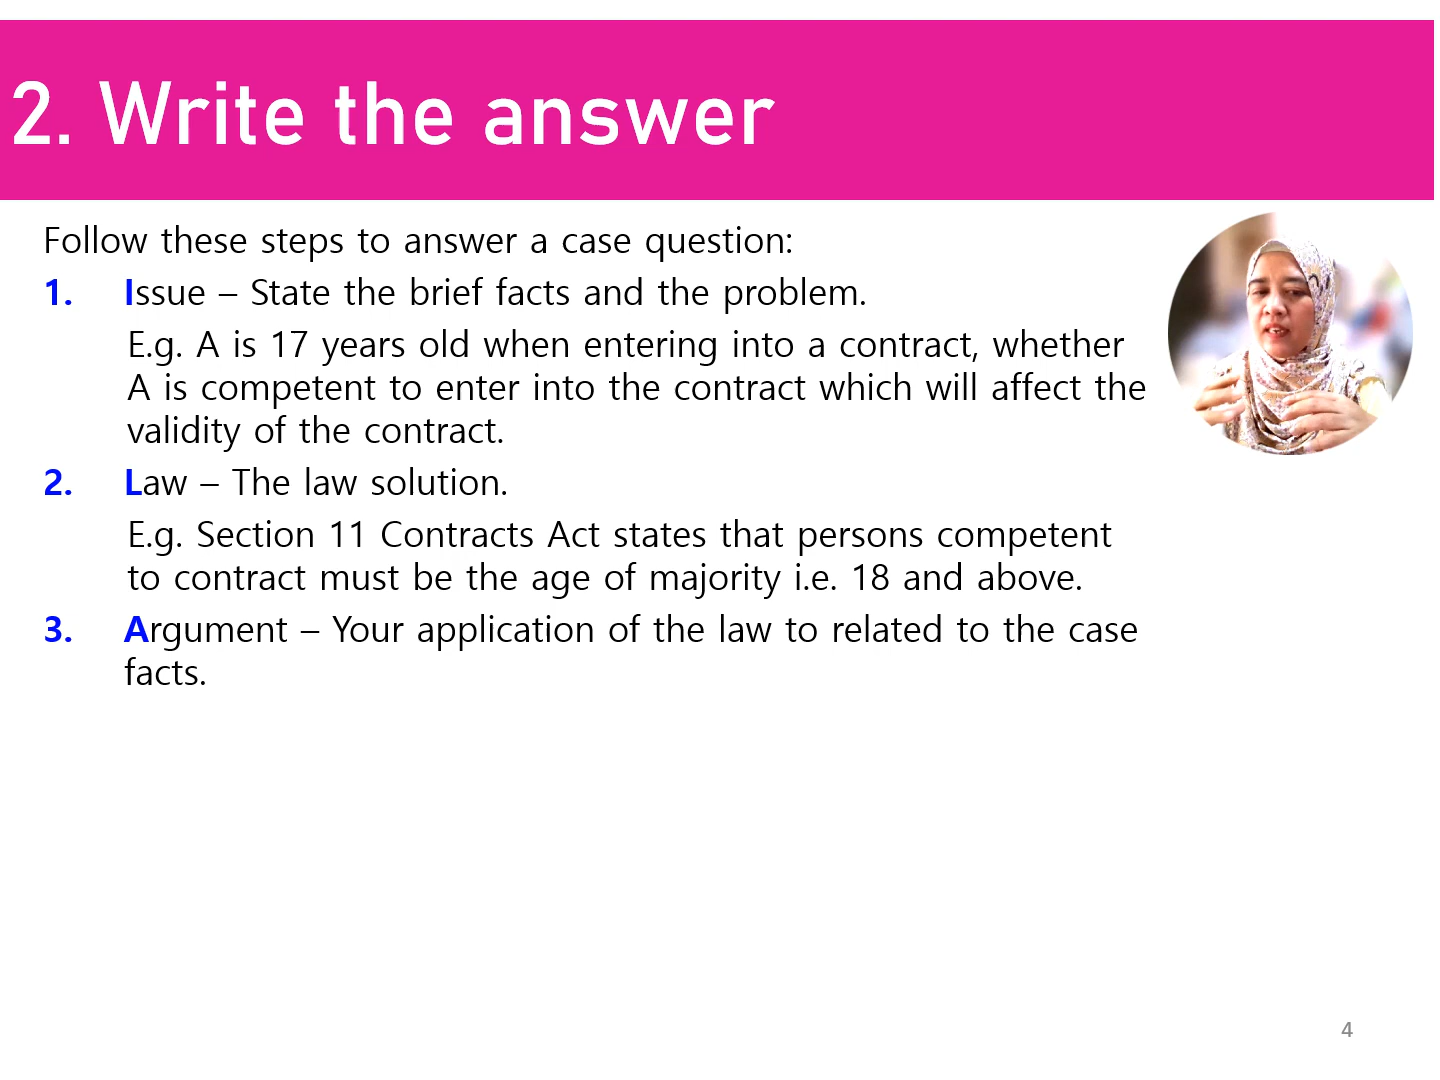 2. Write the answer
Follow these steps to answer a case question:
1. Issue – State the brief facts and the problem.
E.g. A is 17 years old when entering into a contract, whether
A is competent to enter into the contract which will affect the
validity of the contract.
2. Law – The law solution.
E.g. Section 11 Contracts Act states that persons competent
to contract must be the age of majority i.e. 18 and above.
3. Argument – Your application of the law to related to the case
facts.
4